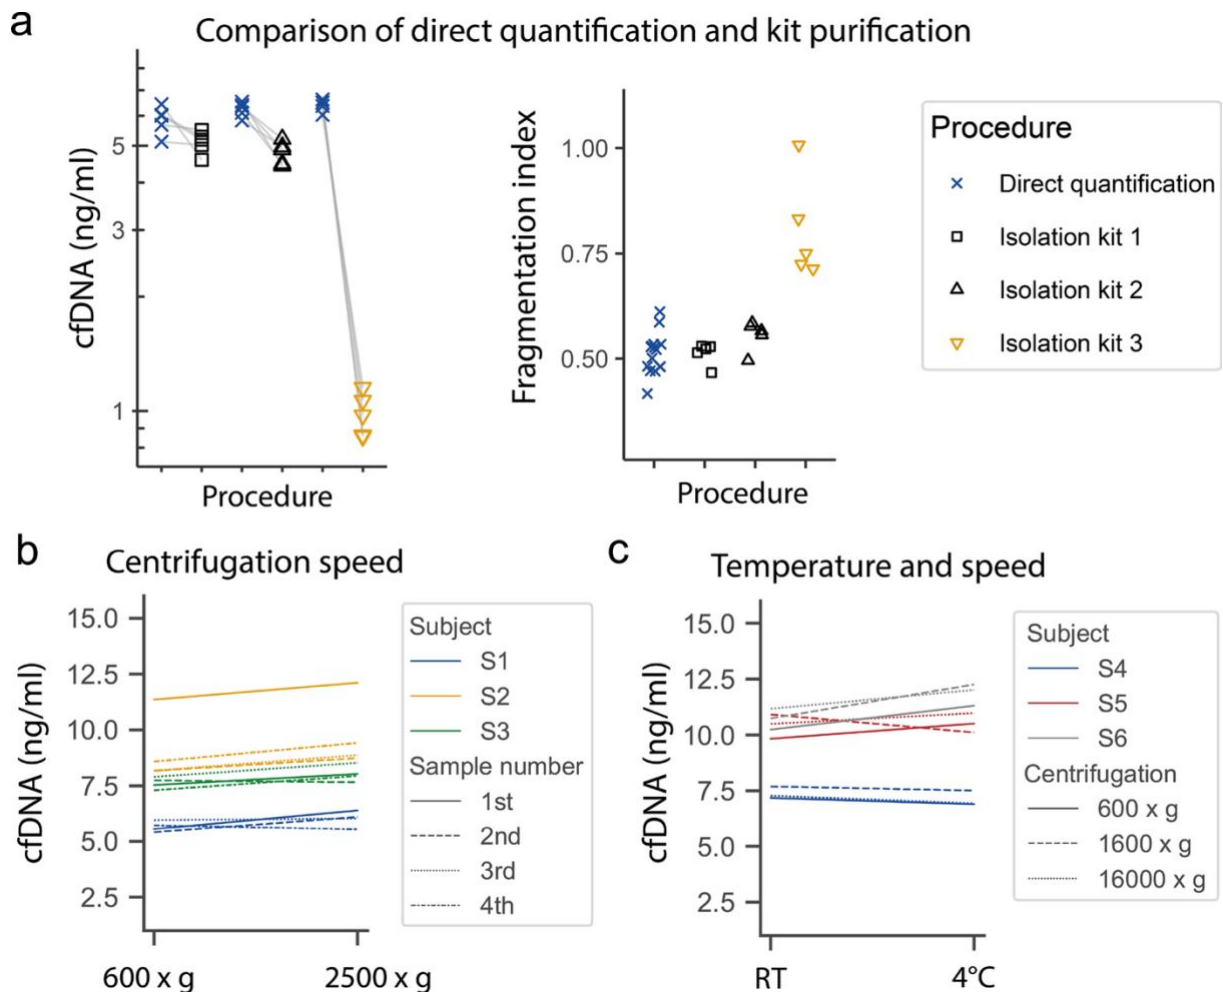 a
Comparison of direct quantification and kit purification
cfDNA (ng/ml)
5
3
1
Procedure
Fragmentation index
1.00
0.75
0.50
Procedure
Procedure
Direct quantification
Isolation kit 1
Isolation kit 2
Isolation kit 3
b
Centrifugation speed
cfDNA (ng/ml)
15.0
12.5
10.0
7.5
5.0
2.5
600 x g
2500 x g
Subject
S1
S2
S3
Sample number
1st
2nd
3rd
4th
c
Temperature and speed
cfDNA (ng/ml)
15.0
12.5
10.0
7.5
5.0
2.5
RT
4°C
Subject
S4
S5
S6
Centrifugation
600 x g
1600 x g
16000 x g